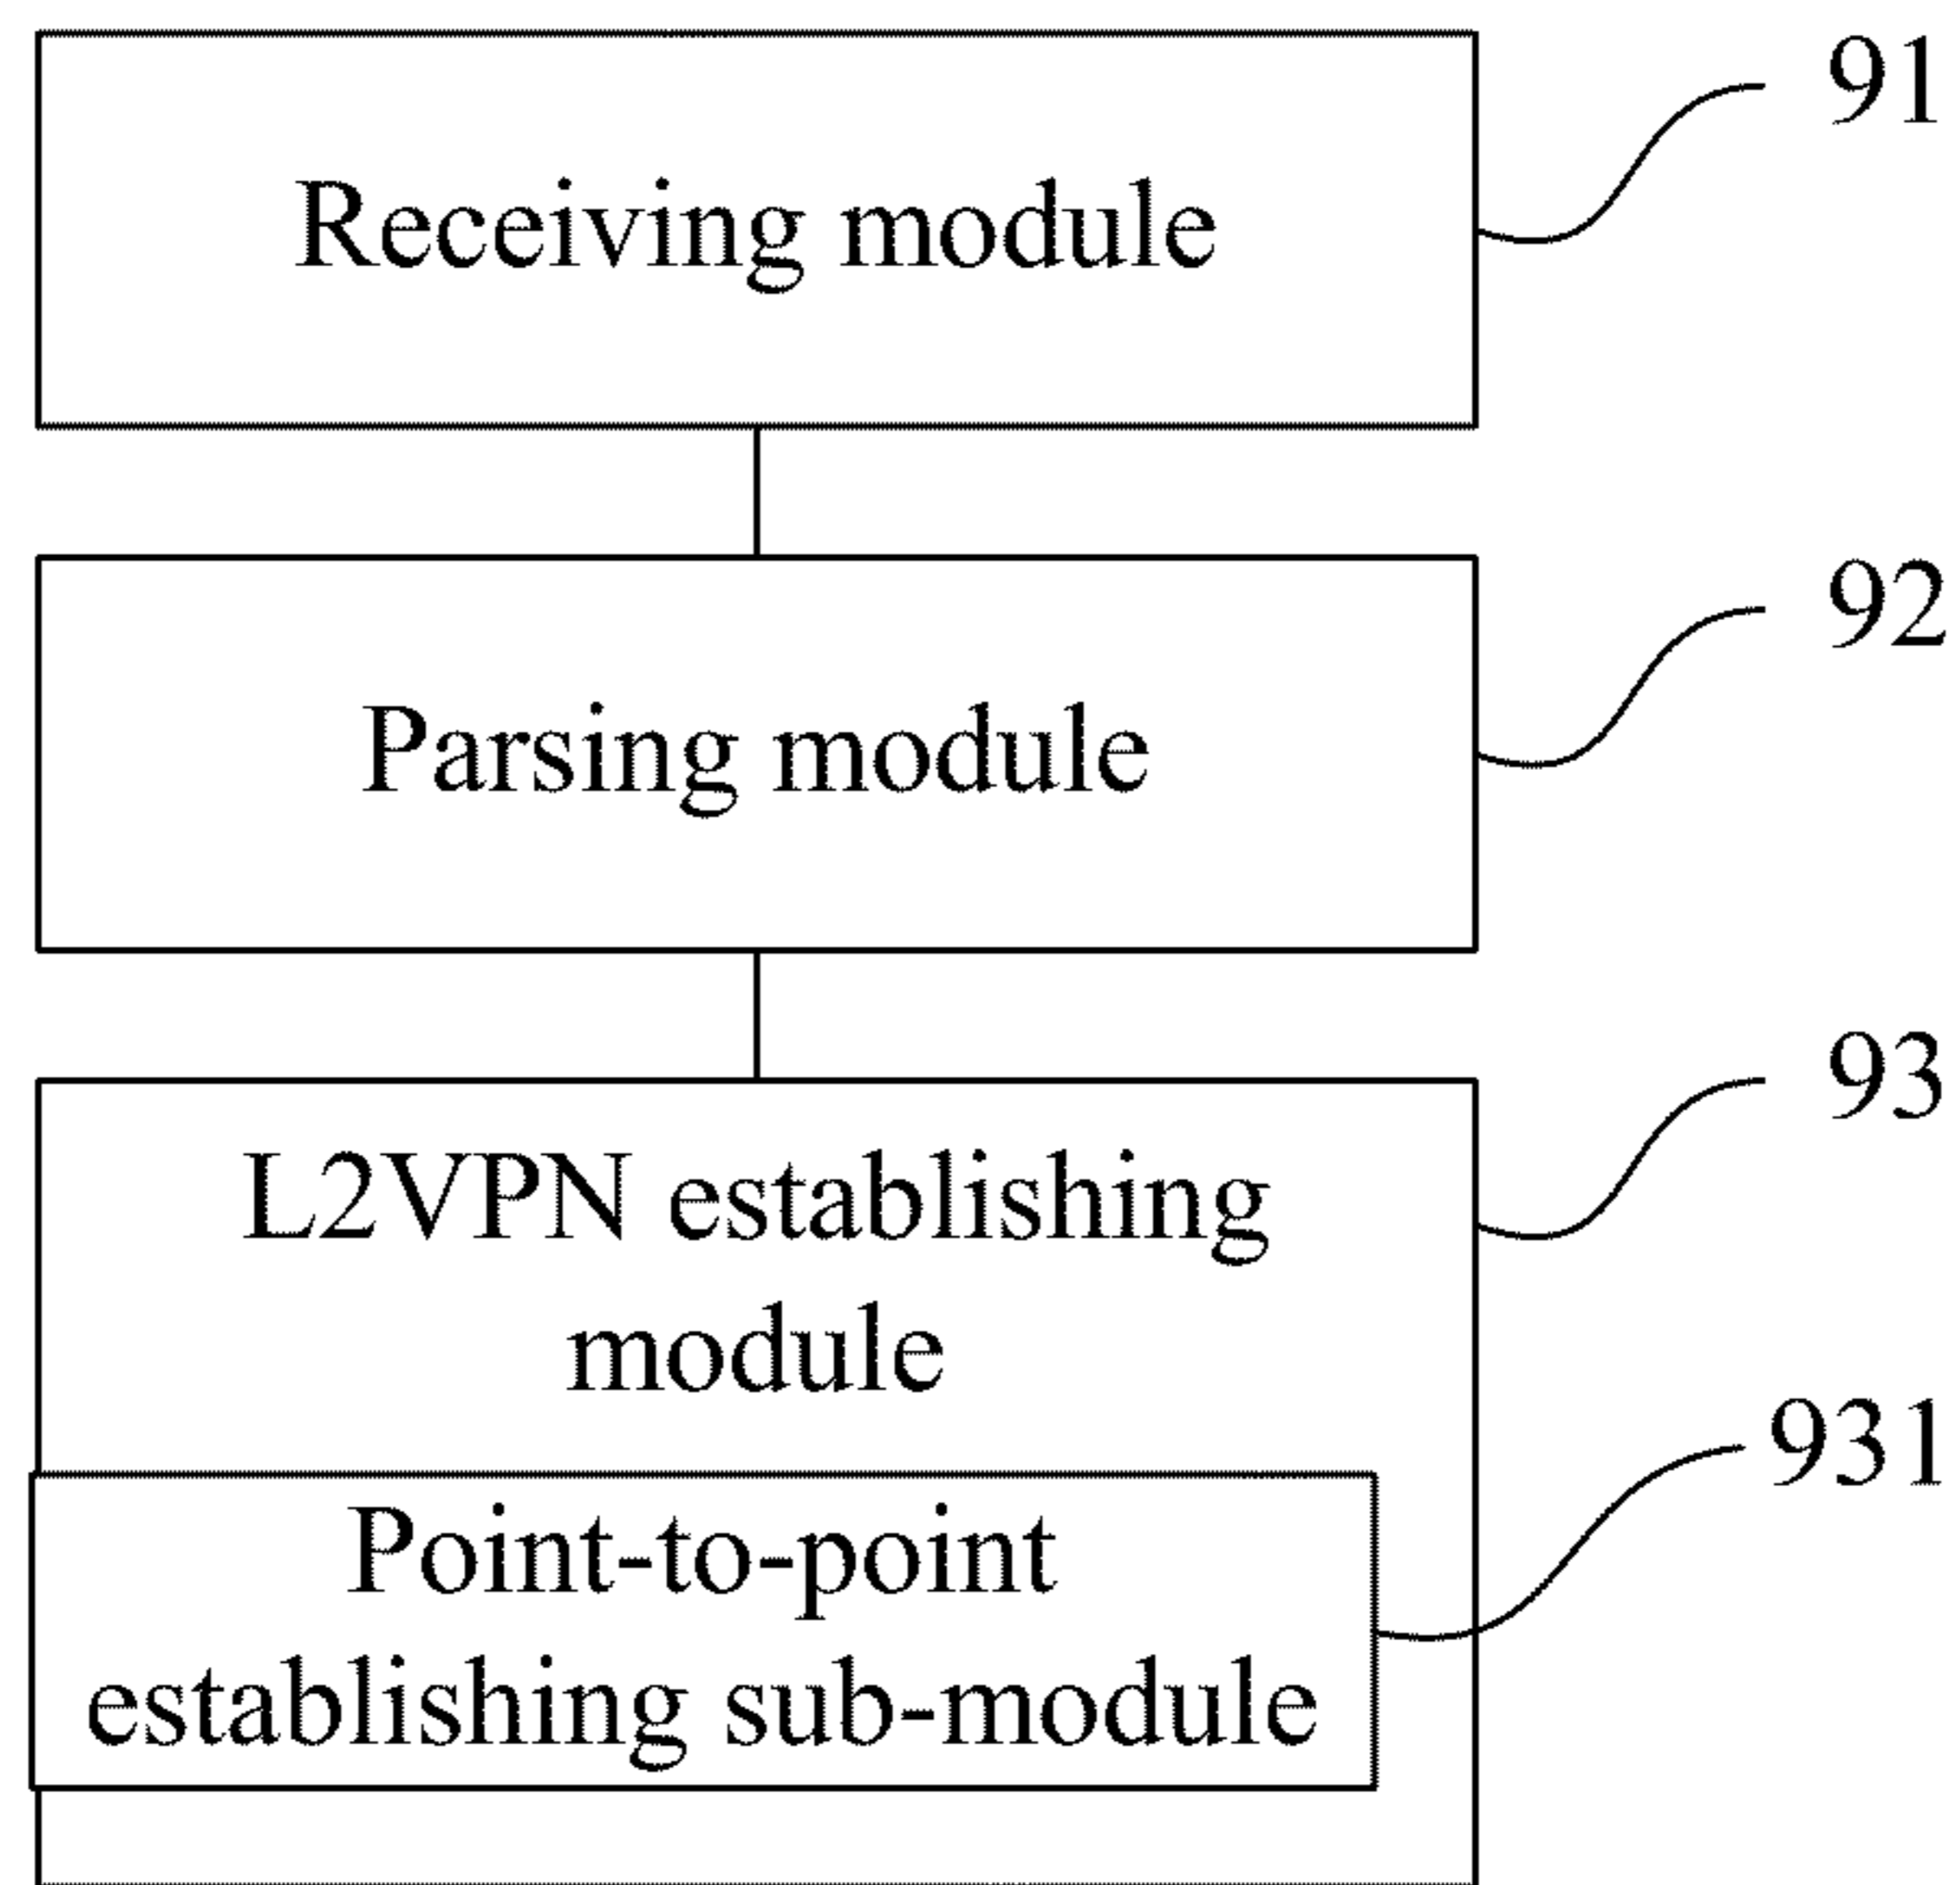 91
Receiving module
92
Parsing module
93
L2VPN establishing
module
931
Point-to-point
establishing sub-module